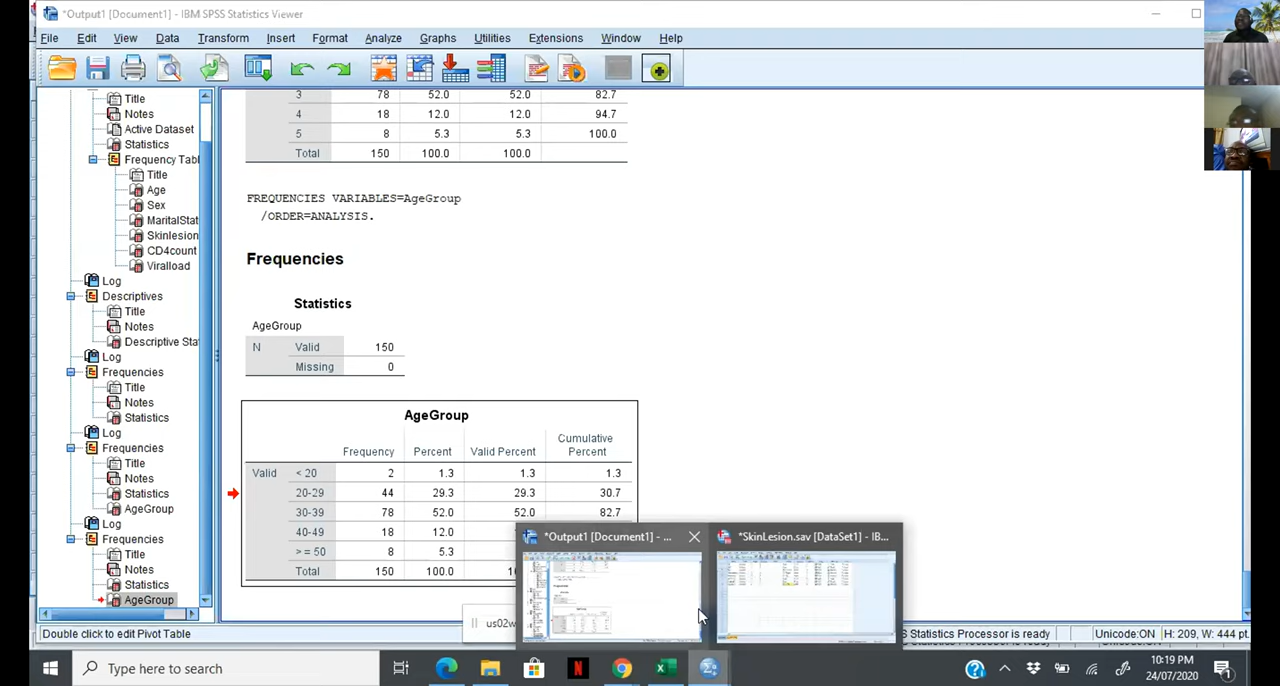 *Output1 [Document1] - IBM SPSS Statistics Viewer
File Edit View Data Transform Insert Format Analyze Graphs Utilities Extensions Window Help
Title
Notes
Active Dataset
Statistics
Frequency Tabl
Title
Age
Sex
MaritalStat
Skinlesion
CD4count
Viralload
Log
Descriptives
Title
Notes
Descriptive Sta
Log
Frequencies
Title
Notes
Statistics
Log
Frequencies
Title
Notes
Statistics
AgeGroup
Log
Frequencies
Title
Notes
Statistics
AgeGroup
3 78 52.0 52.0 82.7
4 18 12.0 12.0 94.7
5 8 5.3 5.3 100.0
Total 150 100.0 100.0
FREQUENCIES VARIABLES=AgeGroup
/ORDER=ANALYSIS.
Frequencies
Statistics
AgeGroup
N Valid 150
Missing 0
AgeGroup
Frequency Percent Valid Percent Cumulative Percent
Valid < 20 2 1.3 1.3 1.3
20-29 44 29.3 29.3 30.7
30-39 78 52.0 52.0 82.7
40-49 18 12.0
> = 50 8 5.3
Total 150 100.0 1
*Output1 [Document1] - ...
*SkinLesion.sav [DataSet1] - IB...
us02w
Double click to edit Pivot Table
S Statistics Processor is ready Unicode:ON H: 209, W: 444 pt.
Type here to search
10:19 PM
24/07/2020